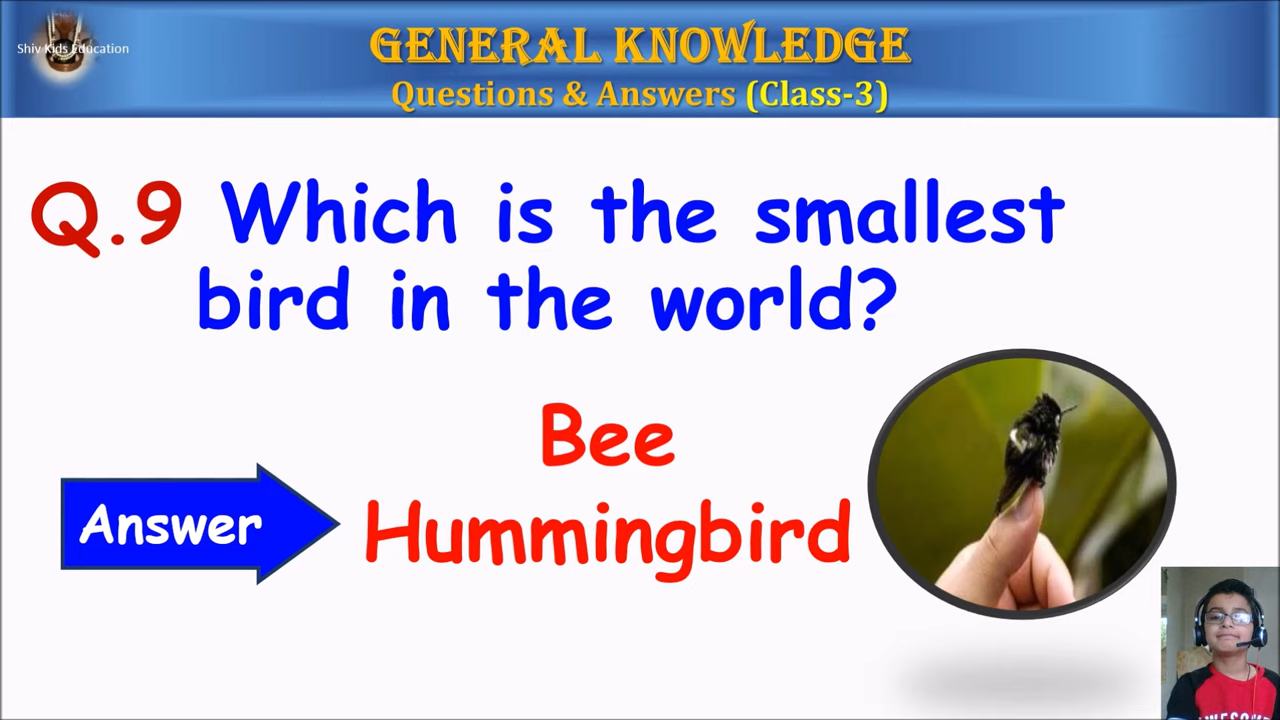 Shiv Kids Education
GENERAL KNOWLEDGE
Questions & Answers (Class-3)
Q.9 Which is the smallest
bird in the world?
Bee
Answer
Hummingbird
AWESOME